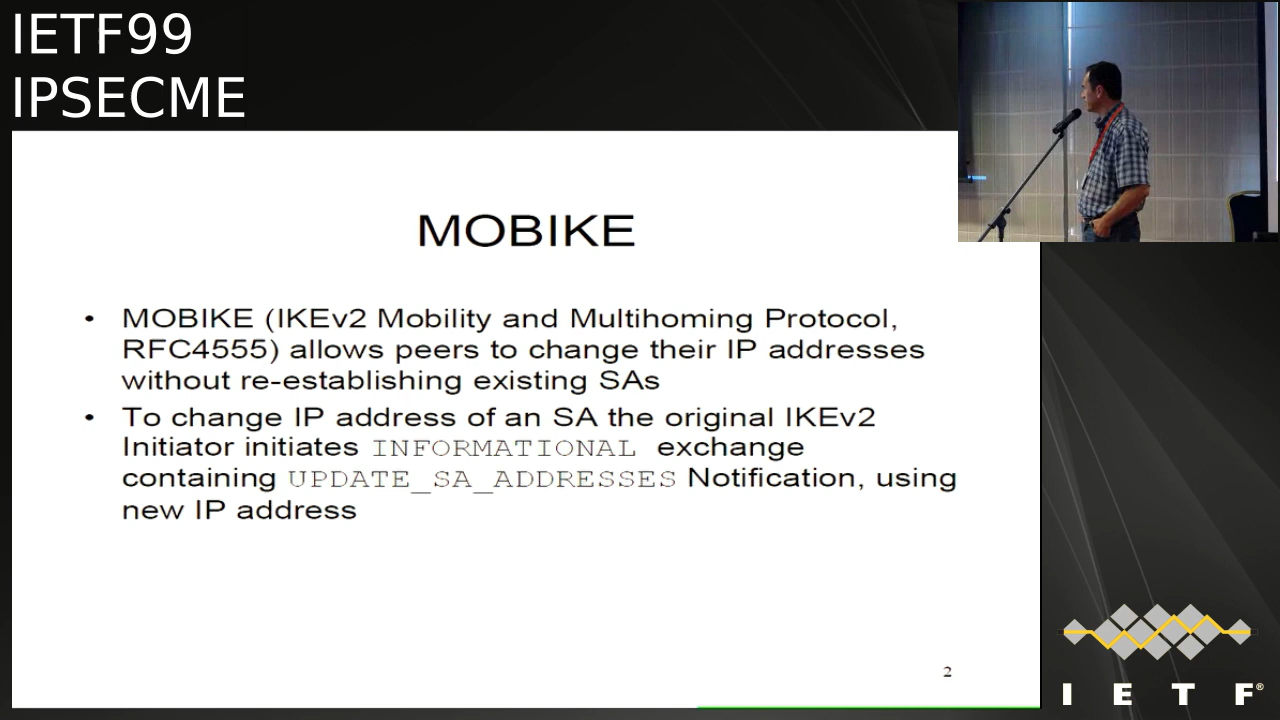 IETF99
IPSECME
MOBIKE
• MOBIKE (IKEv2 Mobility and Multihoming Protocol,
RFC4555) allows peers to change their IP addresses
without re-establishing existing SAs
• To change IP address of an SA the original IKEv2
Initiator initiates INFORMATIONAL exchange
containing UPDATE_SA_ADDRESSES Notification, using
new IP address
2
I E T F®